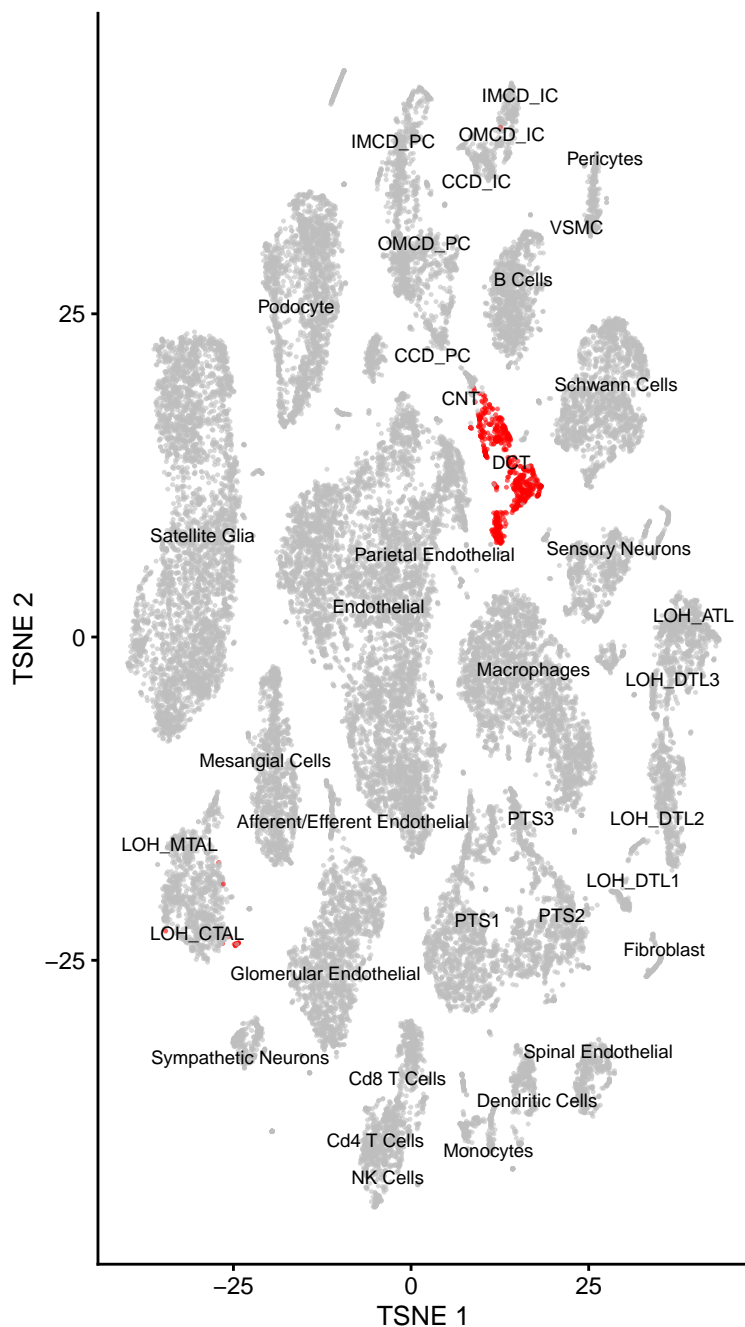 IMCD_IC
OMCD_IC
IMCD_PC
Pericytes
CCD_IC
VSMC
OMCD_PC
B Cells
Podocyte
25
CCD_PC
Schwann Cells
CNT
DCT
Satellite Glia
Sensory Neurons
Parietal Endothelial
Endothelial
LOH_ATL
0
TSNE 2
Macrophages
LOH_DTL3
Mesangial Cells
Afferent/Efferent Endothelial
PTS3
LOH_DTL2
LOH_MTAL
LOH_DTL1
PTS1
PTS2
LOH_CTAL
Fibroblast
−25
Glomerular Endothelial
Sympathetic Neurons
Spinal Endothelial
Cd8 T Cells
Dendritic Cells
Cd4 T Cells
Monocytes
NK Cells
−25
0
25
TSNE 1